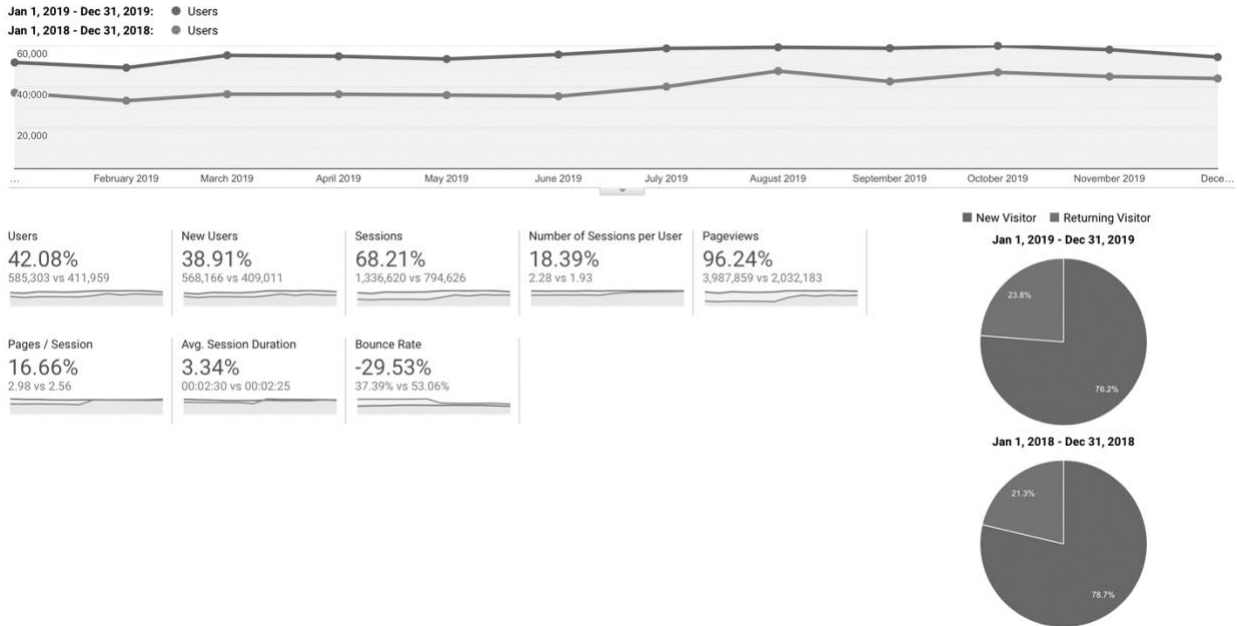 Jan 1, 2019 - Dec 31, 2019: Users
Jan 1, 2018 - Dec 31, 2018: Users
60,000
40,000
20,000
... February 2019 March 2019 April 2019 May 2019 June 2019 July 2019 August 2019 September 2019 October 2019 November 2019 Dece...
Users
42.08%
585,303 vs 411,959
New Users
38.91%
568,166 vs 409,011
Sessions
68.21%
1,336,620 vs 794,626
Number of Sessions per User
18.39%
2.28 vs 1.93
Pageviews
96.24%
3,987,859 vs 2,032,183
Pages / Session
16.66%
2.98 vs 2.56
Avg. Session Duration
3.34%
00:02:30 vs 00:02:25
Bounce Rate
-29.53%
37.39% vs 53.06%
New Visitor Returning Visitor
Jan 1, 2019 - Dec 31, 2019
23.8%
76.2%
Jan 1, 2018 - Dec 31, 2018
21.3%
78.7%